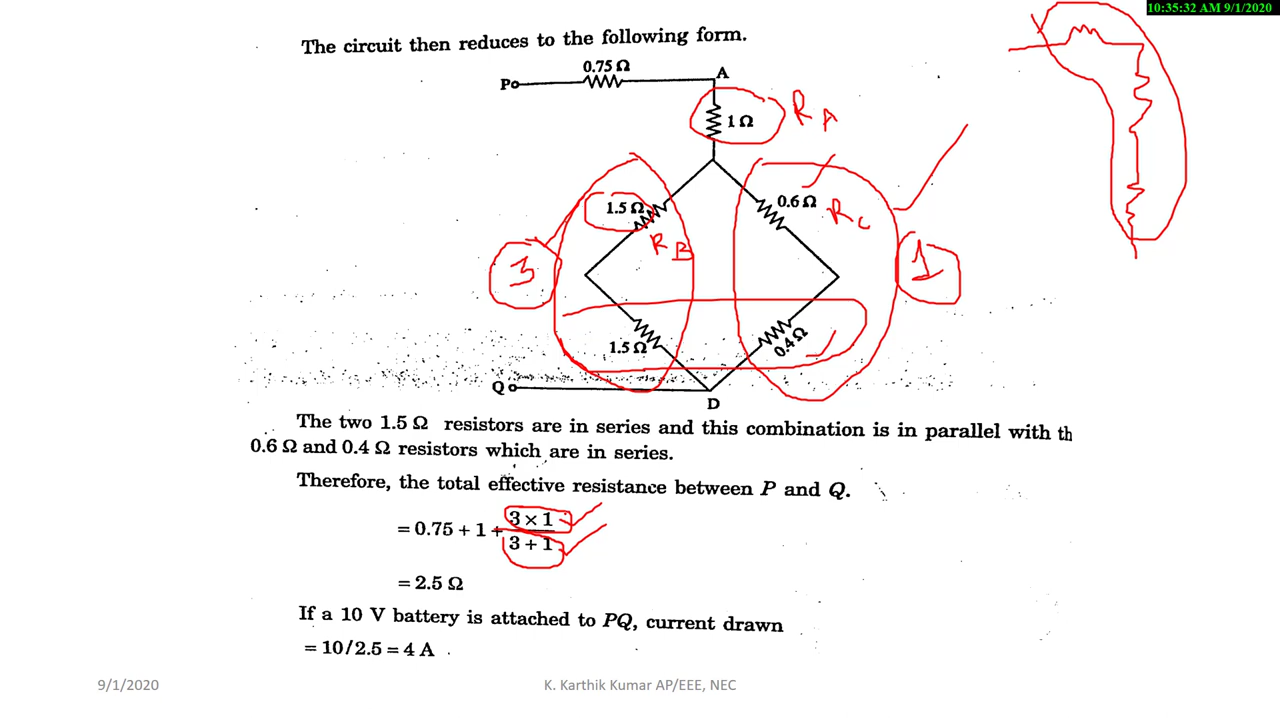 10:35:32 AM 9/1/2020
The circuit then reduces to the following form.
0.75 Ω
P
A
1 Ω
R A
1.5 Ω
0.6 Ω
R C
R B
3
1
1.5 Ω
0.4 Ω
Q
D
The two 1.5 Ω resistors are in series and this combination is in parallel with th
0.6 Ω and 0.4 Ω resistors which are in series.
Therefore, the total effective resistance between P and Q.
= 0.75 + 1 + 3 × 1
3 + 1
= 2.5 Ω
If a 10 V battery is attached to PQ, current drawn
= 10/2.5 = 4 A .
9/1/2020
K. Karthik Kumar AP/EEE, NEC